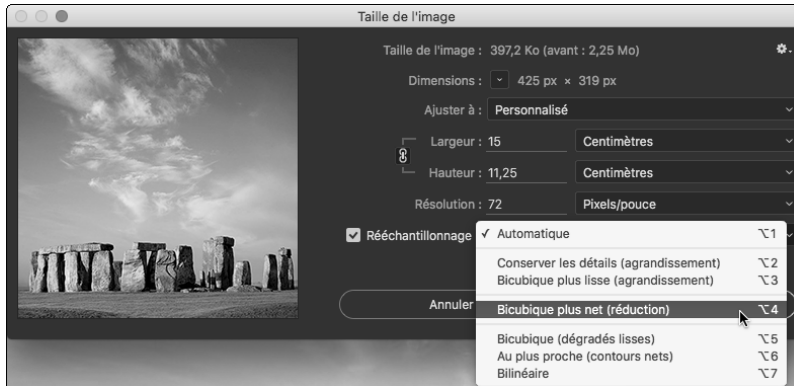 Taille de l'image
Taille de l'image : 397,2 Ko (avant : 2,25 Mo)
Dimensions : 425 px × 319 px
Ajuster à : Personnalisé
Largeur : 15 Centimètres
Hauteur : 11,25 Centimètres
Résolution : 72 Pixels/pouce
Rééchantillonnage
✓ Automatique ⌥1
Conserver les détails (agrandissement) ⌥2
Bicubique plus lisse (agrandissement) ⌥3
Annuler
Bicubique plus net (réduction) ⌥4
Bicubique (dégradés lisses) ⌥5
Au plus proche (contours nets) ⌥6
Bilinéaire ⌥7